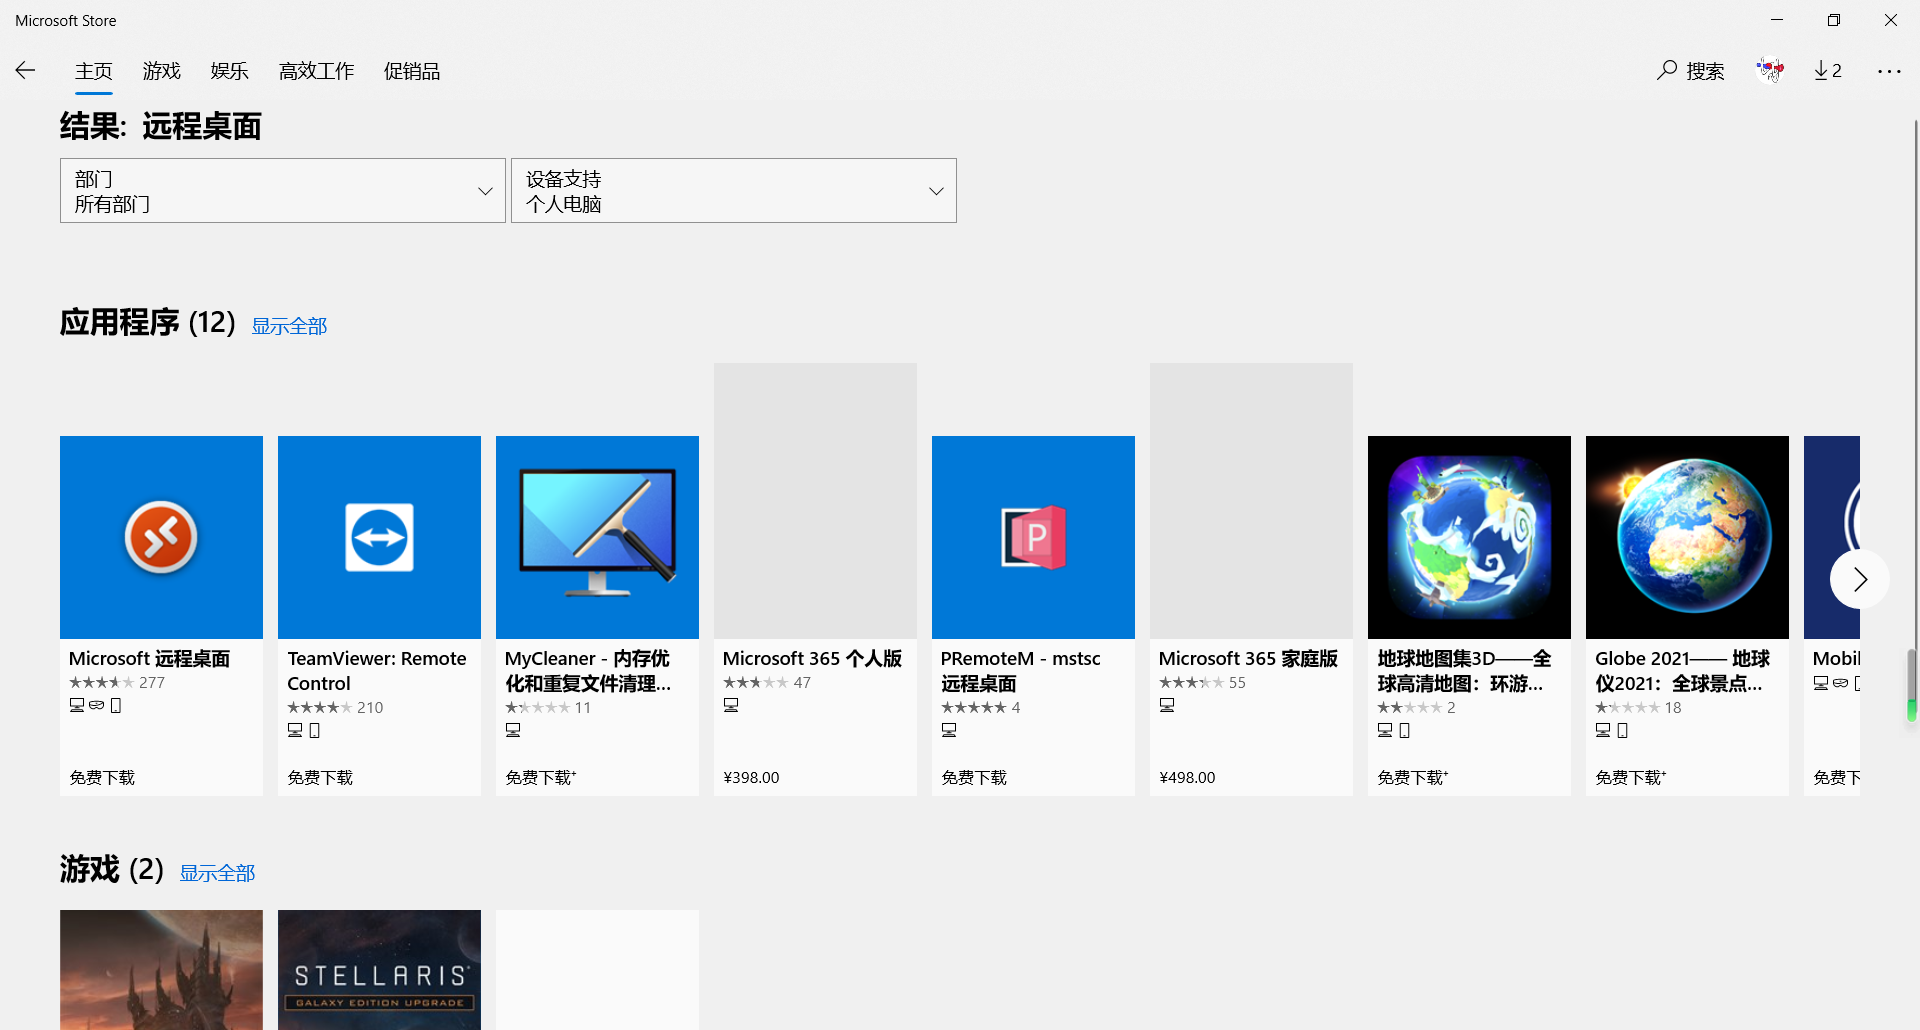 Microsoft Store
主页
游戏
娱乐
高效工作
促销品
搜索
2
结果: 远程桌面
部门
所有部门
设备支持
个人电脑
应用程序 (12)
显示全部
Microsoft 远程桌面
277
免费下载
TeamViewer: Remote
Control
210
免费下载
MyCleaner - 内存优
化和重复文件清理...
11
免费下载+
Microsoft 365 个人版
47
¥398.00
P
PRemoteM - mstsc
远程桌面
4
免费下载
Microsoft 365 家庭版
55
¥498.00
地球地图集3D——全
球高清地图：环游...
2
免费下载+
Globe 2021—— 地球
仪2021：全球景点...
18
免费下载+
Mobil
免费下
游戏 (2)
显示全部
STELLARIS
GALAXY EDITION UPGRADE